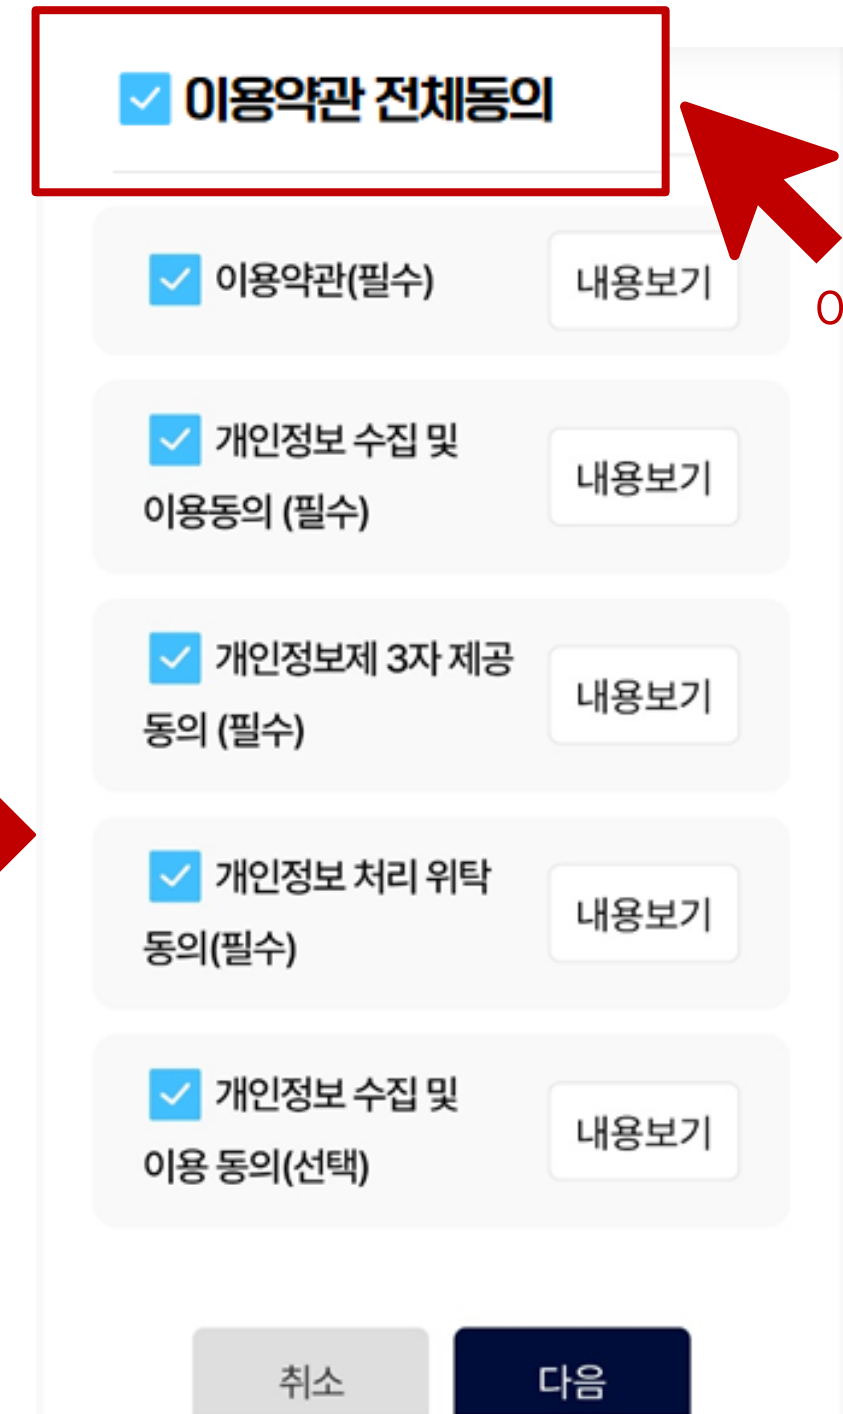 이용약관 전체동의
이용약관(필수)
내용보기
개인정보 수집 및
이용동의 (필수)
내용보기
개인정보제 3자 제공
동의 (필수)
내용보기
개인정보 처리 위탁
동의(필수)
내용보기
개인정보 수집 및
이용 동의(선택)
내용보기
취소
다음